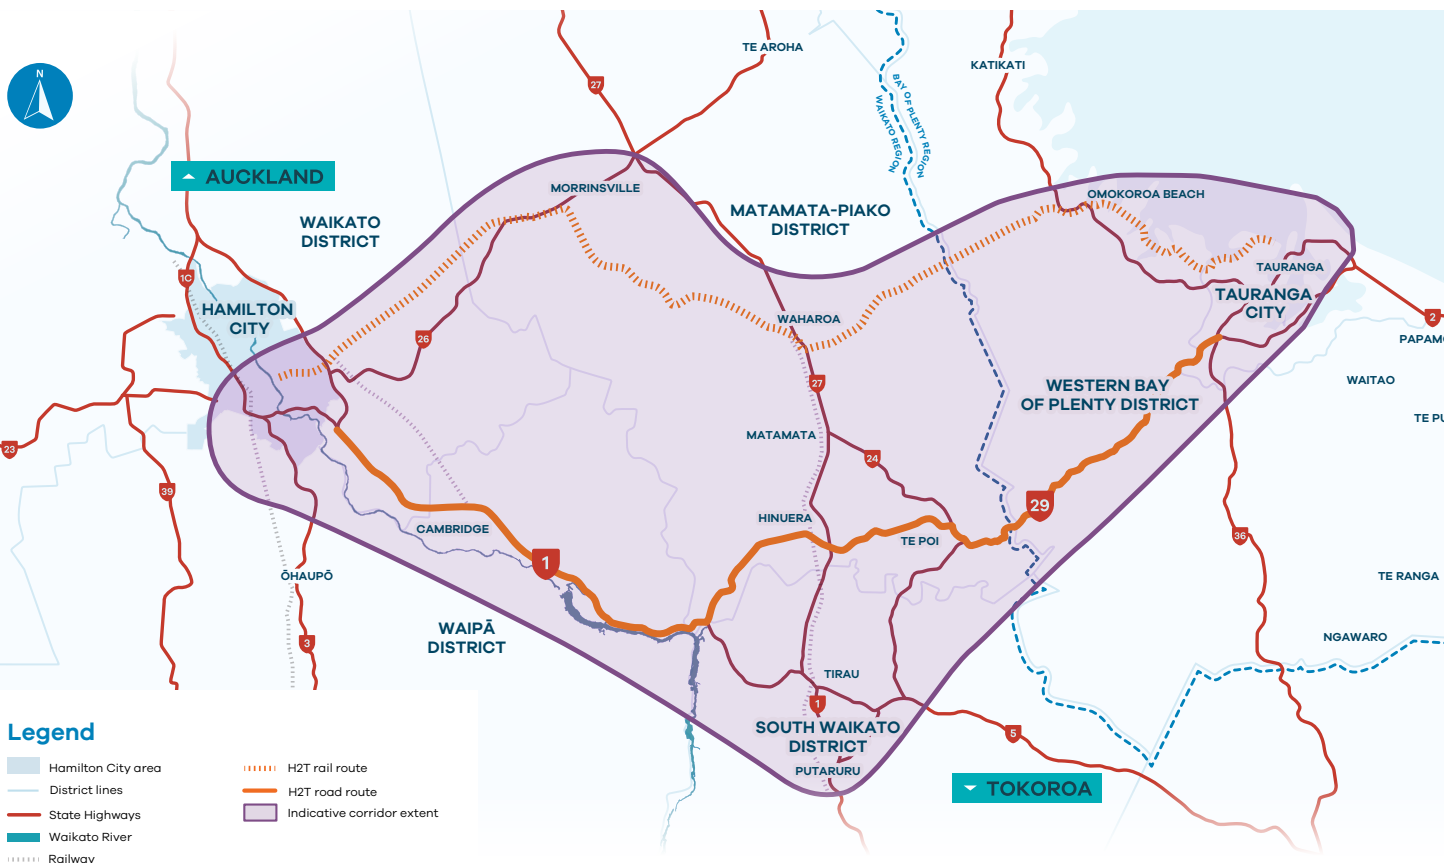 TE AROHA
KATIKATI
N
27
BAY OF PLENTY REGION
WAIKATO REGION
AUCKLAND
MORRINSVILLE
OMOKOROA BEACH
WAIKATO
DISTRICT
MATAMATA-PIAKO
DISTRICT
1C
TAURANGA
HAMILTON
CITY
TAURANGA
CITY
WAHAROA
2
26
PAPAM
27
WESTERN BAY
OF PLENTY DISTRICT
WAITAO
TE PU
23
MATAMATA
24
39
29
HINUERA
CAMBRIDGE
TE POI
36
1
ŌHAUPŌ
TE RANGA
WAIPĀ
DISTRICT
3
NGAWARO
TIRAU
1
SOUTH WAIKATO
DISTRICT
5
PUTARURU
TOKOROA
Legend
Hamilton City area
District lines
State Highways
Waikato River
Railway
H2T rail route
H2T road route
Indicative corridor extent